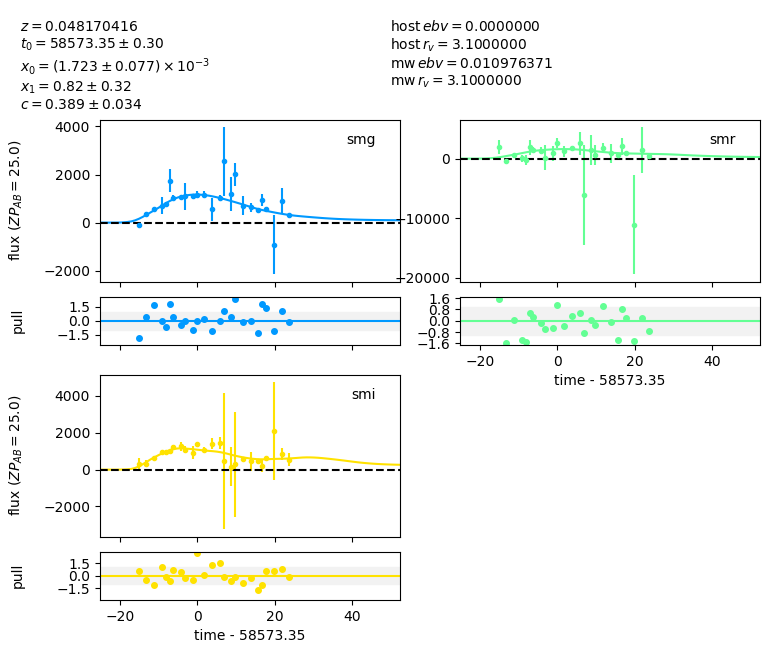 z = 0.048170416
t₀ = 58573.35 ± 0.30
x₀ = (1.723 ± 0.077) × 10⁻³
x₁ = 0.82 ± 0.32
c = 0.389 ± 0.034
host ebv = 0.0000000
host r_v = 3.1000000
mw ebv = 0.010976371
mw r_v = 3.1000000
smg
flux (ZP_AB = 25.0)
4000
2000
0
−2000
smr
0
−10000
−20000
pull
1.5
0.0
−1.5
1.6
0.8
0.0
−0.8
−1.6
−20 0 20 40
time - 58573.35
smi
flux (ZP_AB = 25.0)
4000
2000
0
−2000
pull
1.5
0.0
−1.5
−20 0 20 40
time - 58573.35